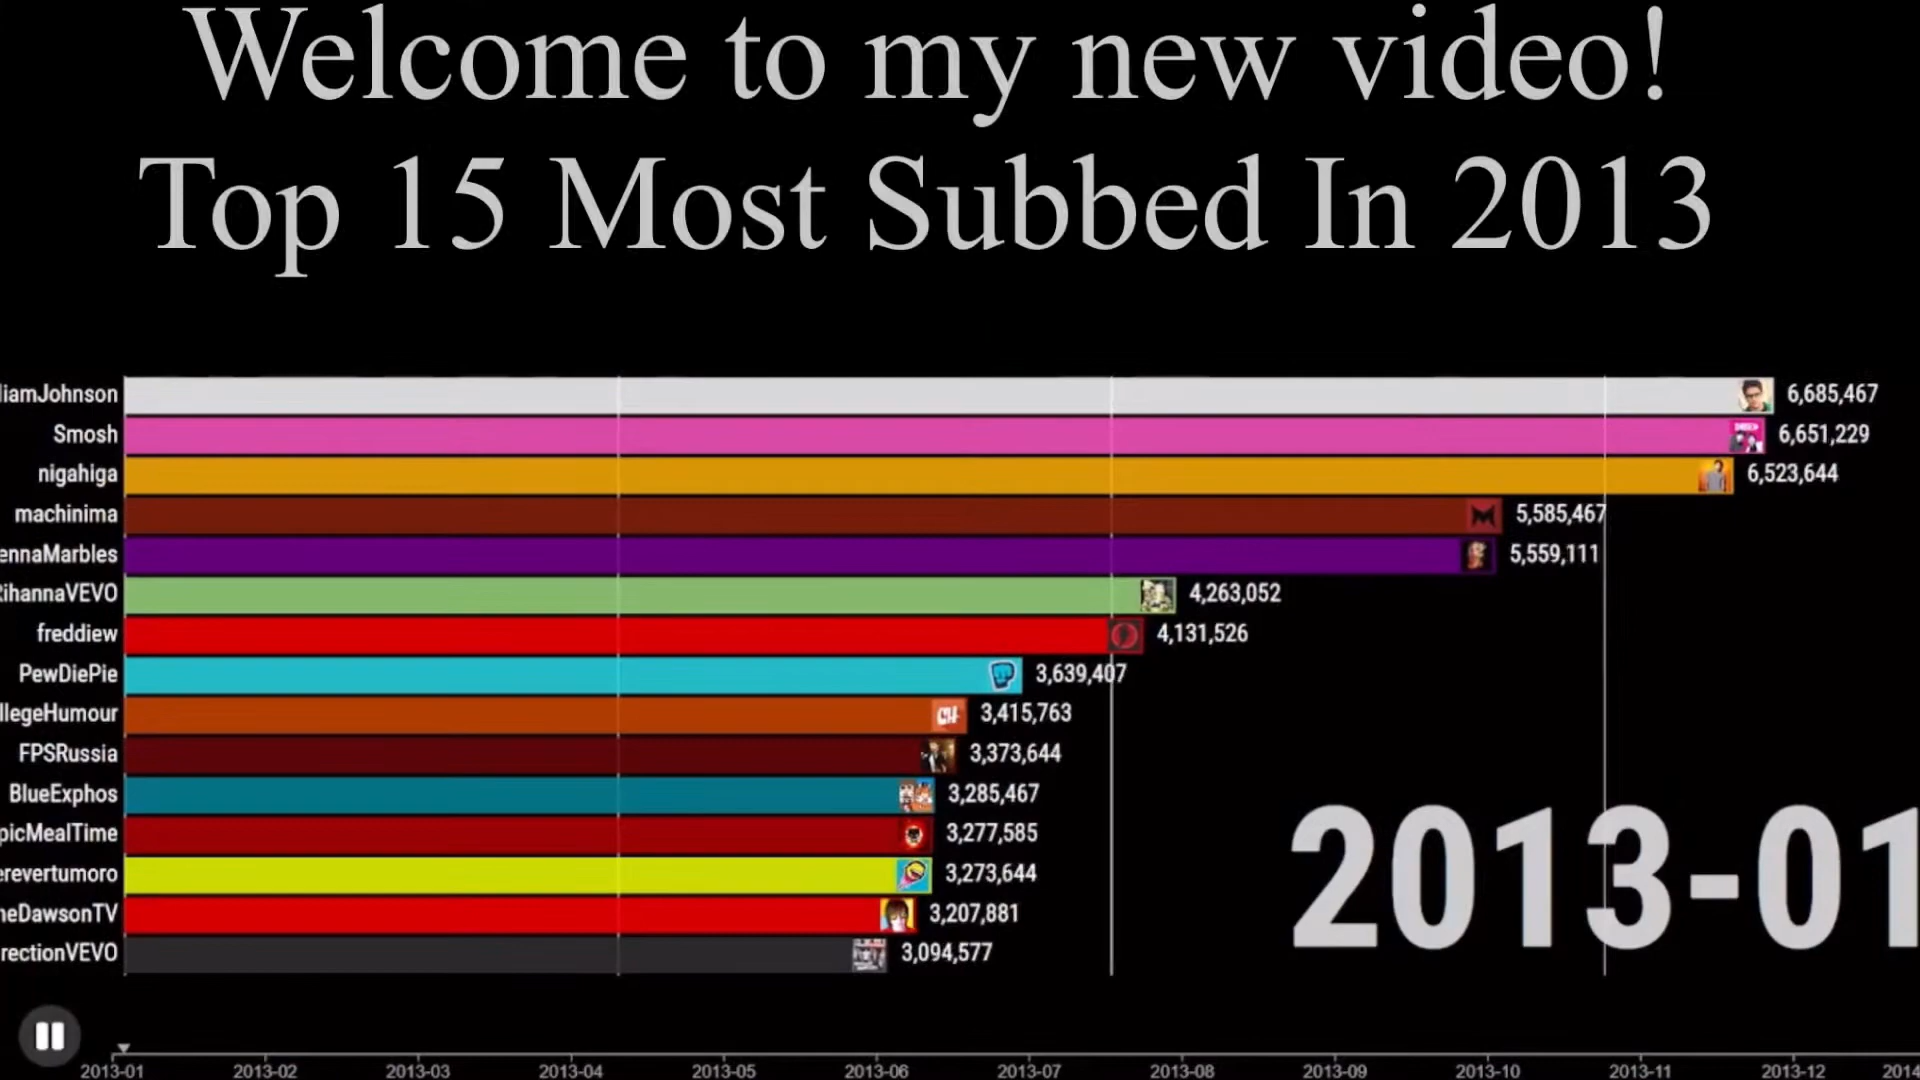 Welcome to my new video!
Top 15 Most Subbed In 2013
liamJohnson 6,685,467
Smosh 6,651,229
nigahiga 6,523,644
machinima 5,585,467
ennaMarbles 5,559,111
RihannaVEVO 4,263,052
freddiew 4,131,526
PewDiePie 3,639,407
llegeHumour CH 3,415,763
FPSRussia 3,373,644
BlueExphos 3,285,467
picMealTime 3,277,585
erevertumoro 3,273,644
neDawsonTV 3,207,881
rectionVEVO 3,094,577
2013-01
2013-01 2013-02 2013-03 2013-04 2013-05 2013-06 2013-07 2013-08 2013-09 2013-10 2013-11 2013-12 2014